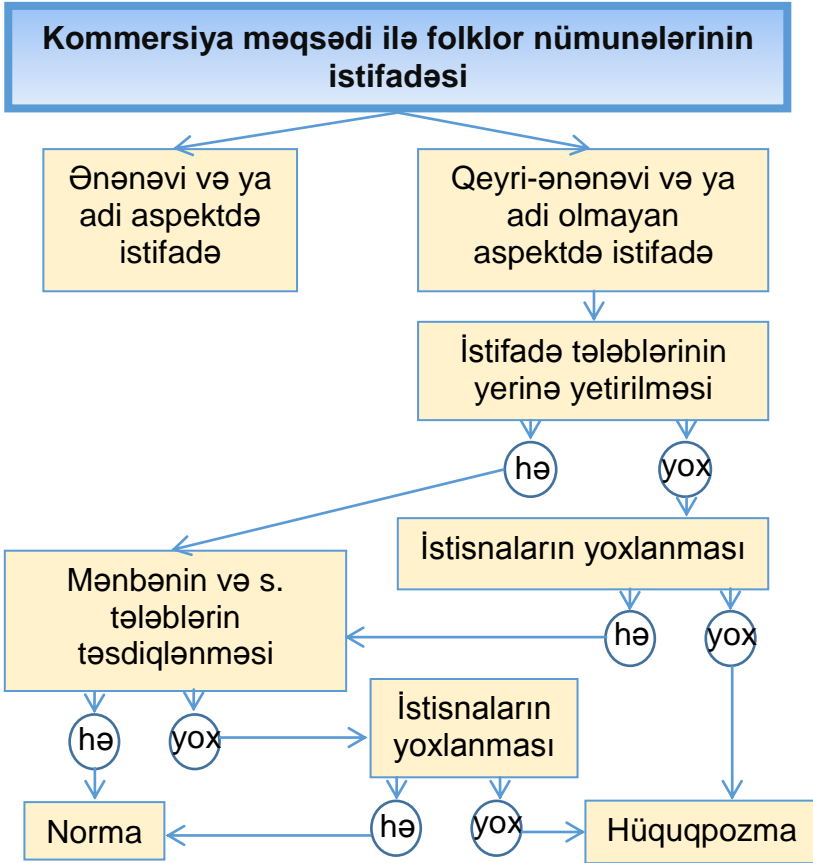 Kommersiya məqsədi ilə folklor nümunələrinin
istifadəsi
Ənənəvi və ya
adi aspektdə
istifadə
Qeyri-ənənəvi və ya
adi olmayan
aspektdə istifadə
İstifadə tələblərinin
yerinə yetirilməsi
hə
yox
İstisnaların yoxlanması
Mənbənin və s.
tələblərin
təsdiqlənməsi
hə
yox
hə
yox
İstisnaların
yoxlanması
Norma
hə
yox
Hüquqpozma